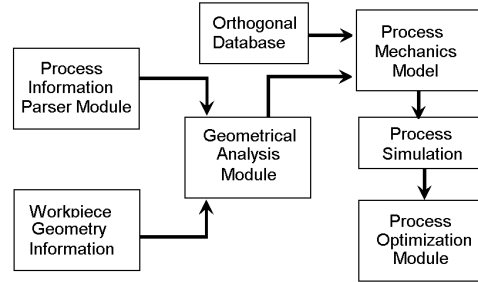 Orthogonal
Database
Process
Mechanics
Model
Process
Information
Parser Module
Geometrical
Analysis
Module
Process
Simulation
Workpiece
Geometry
Information
Process
Optimization
Module